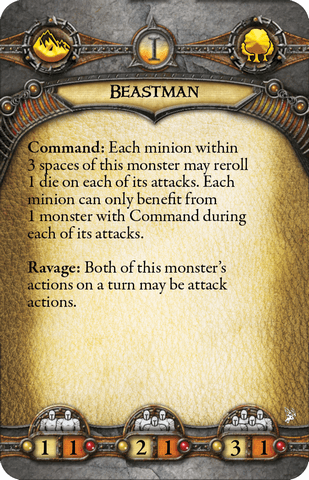 I
BEASTMAN
Command: Each minion within
3 spaces of this monster may reroll
1 die on each of its attacks. Each
minion can only benefit from
1 monster with Command during
each of its attacks.
Ravage: Both of this monster's
actions on a turn may be attack
actions.
1 1 2 1 3 1